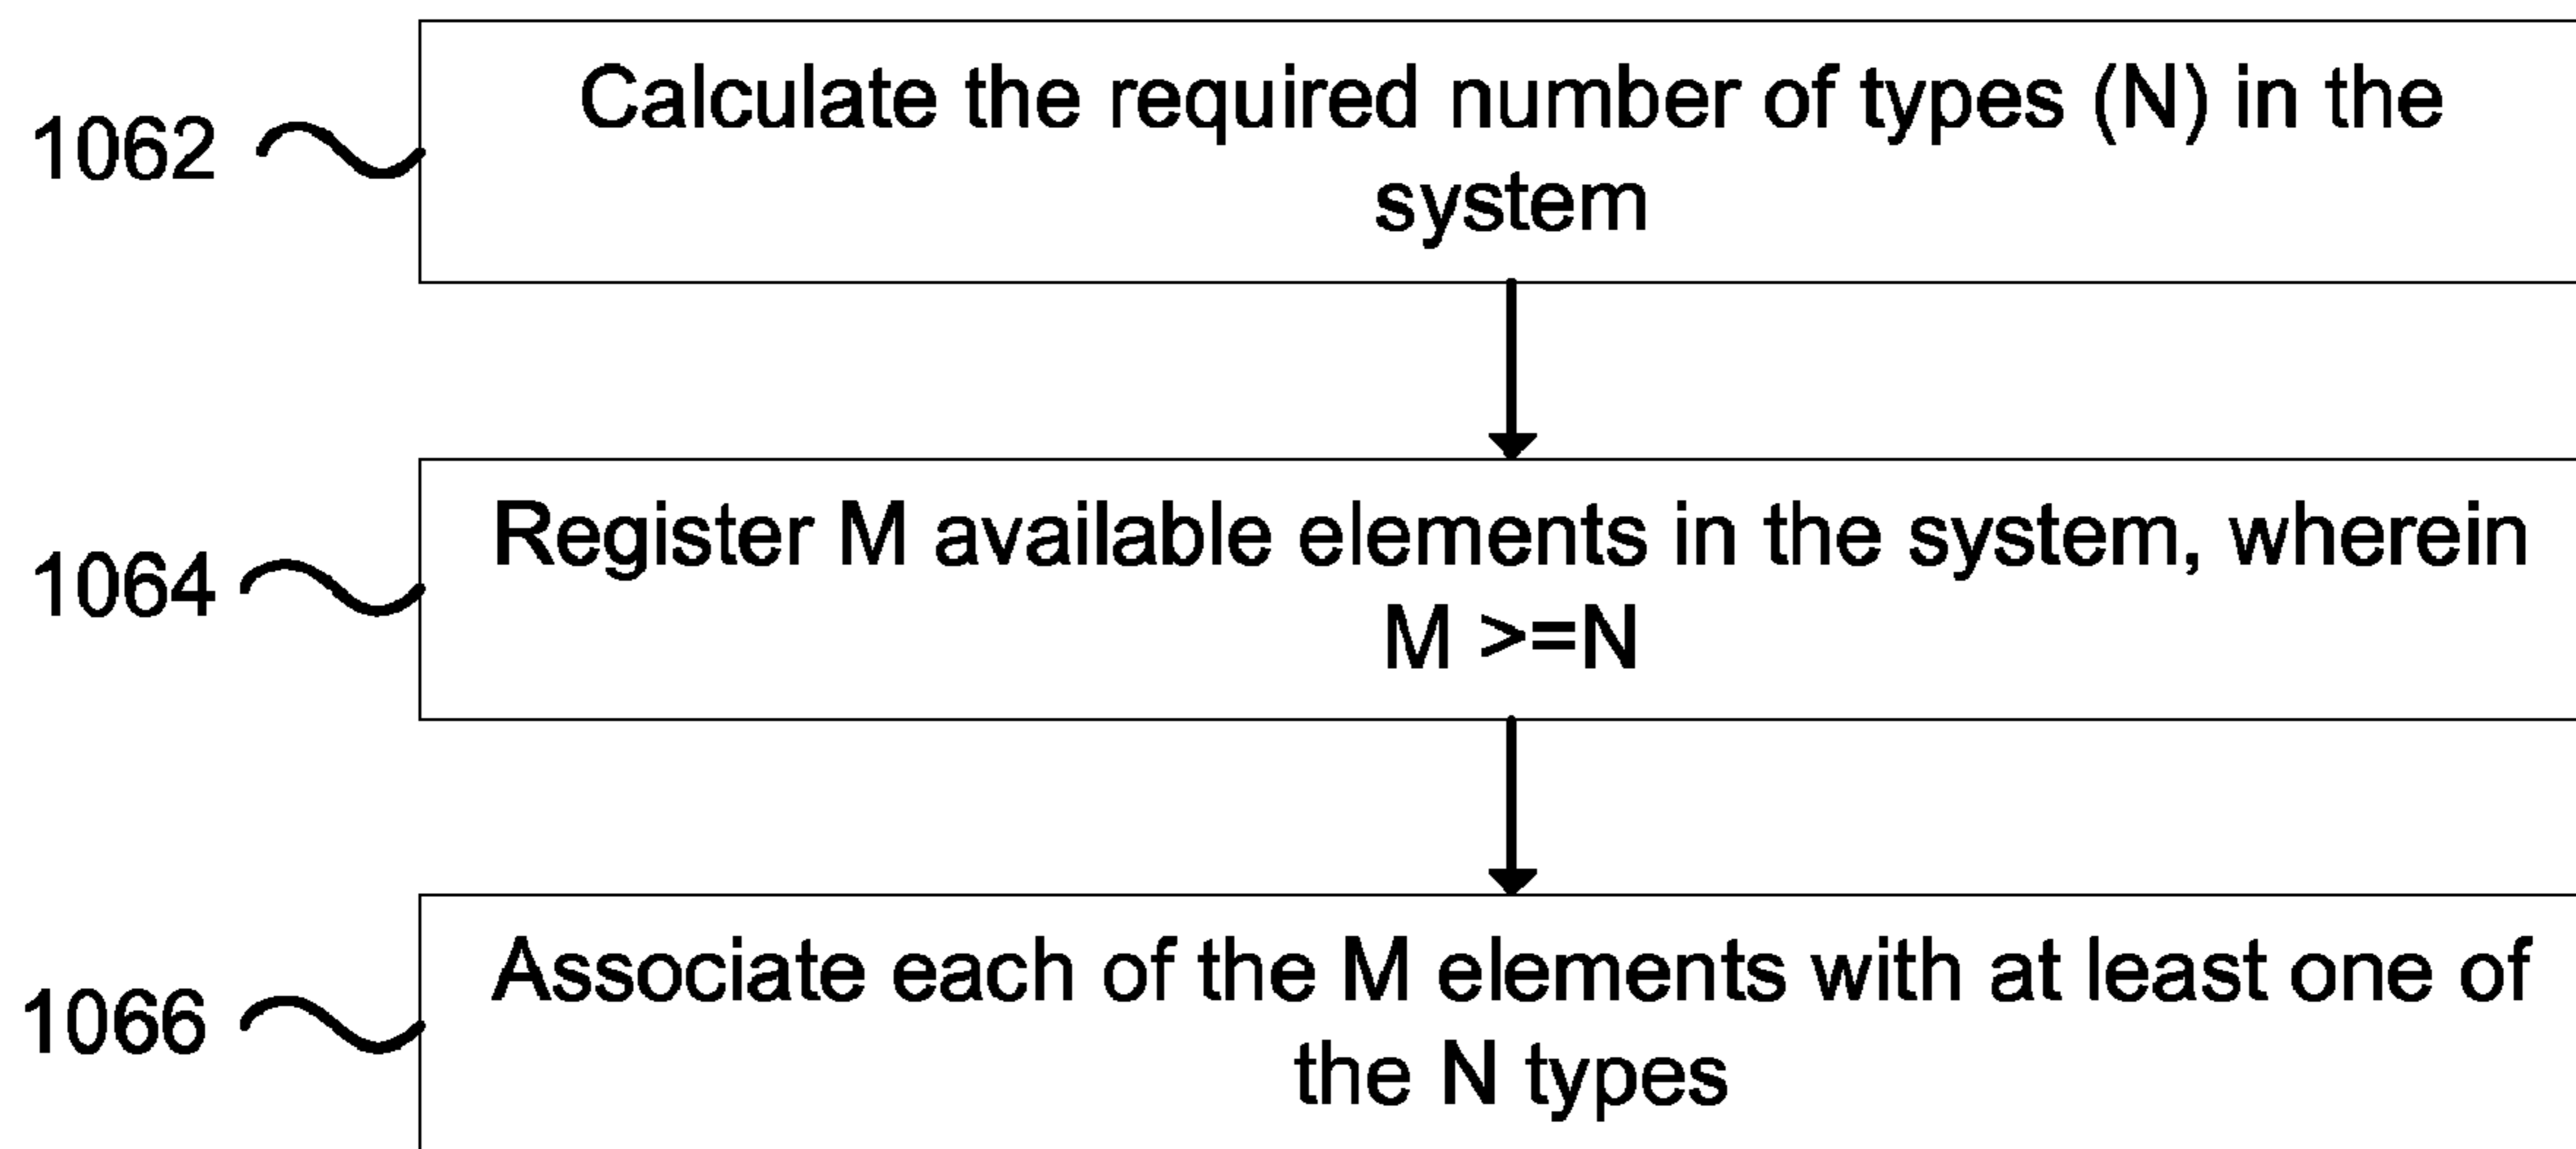 1062
Calculate the required number of types (N) in the
system
1064
Register M available elements in the system, wherein
M >=N
1066
Associate each of the M elements with at least one of
the N types